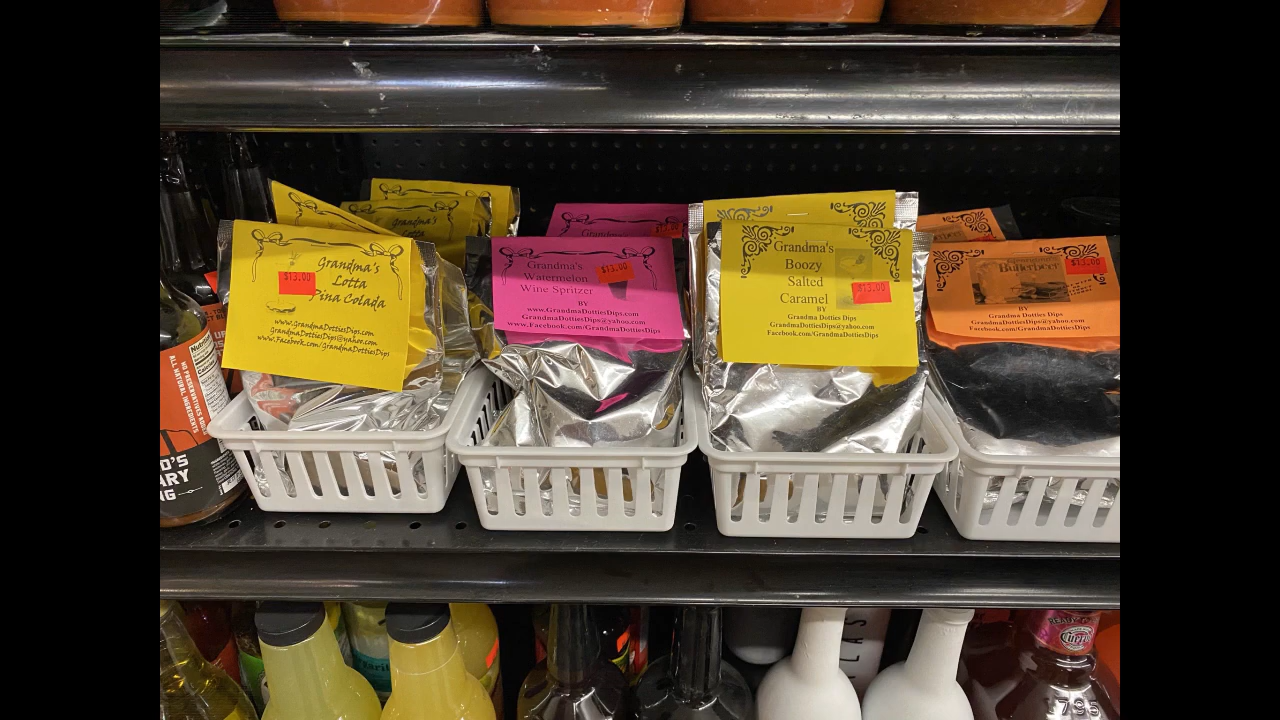 Grandma's
Lotta
Pina Colada
$13.00
www.GrandmaDottiesDips.com
GrandmaDottiesDips@yahoo.com
www.Facebook.com/GrandmaDottiesDips
Grandma's
Grandma's
Watermelon
Wine Spritzer
$13.00
BY
www.GrandmaDottiesDips.com
GrandmaDottiesDips@yahoo.com
www.Facebook.com/GrandmaDottiesDips
$13.00
Grandma's
Boozy
Salted
Caramel
$13.00
BY
Grandma Dotties Dips
GrandmaDottiesDips@yahoo.com
Facebook.com/GrandmaDottiesDips
Butterbeer
$13.00
BY
Grandma Dotties Dips
GrandmaDottiesDips@yahoo.com
Facebook.com/GrandmaDottiesDips
NO PRESERVATIVES ADDED
ALL NATURAL INGREDIENTS